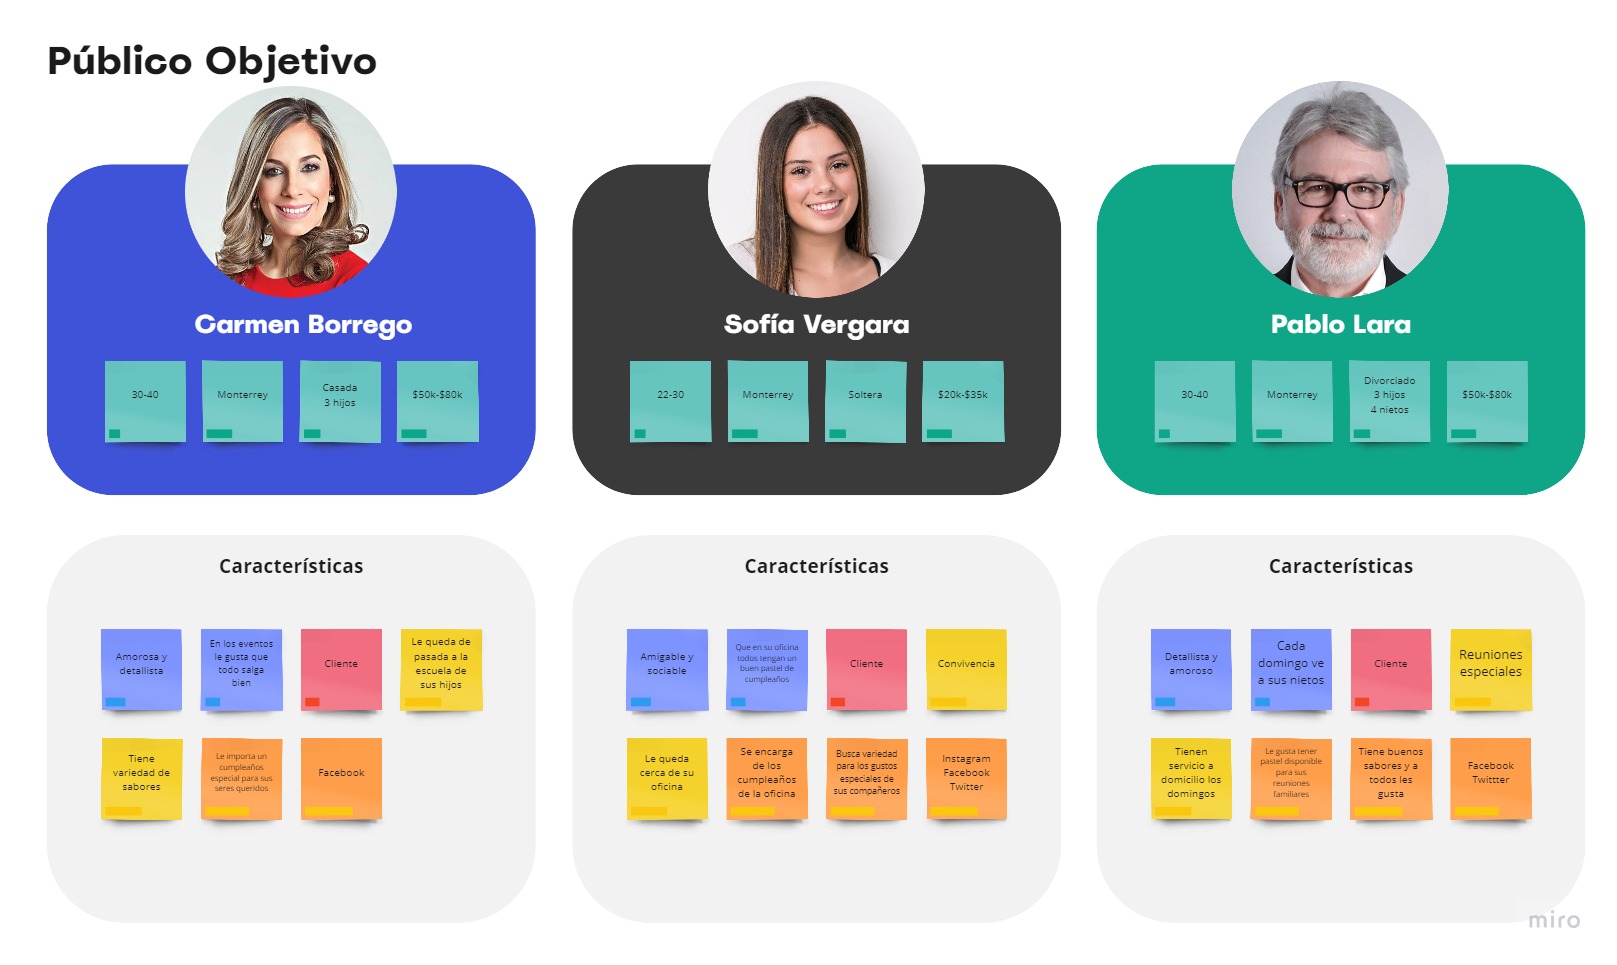 Público Objetivo
Carmen Borrego
30-40
Monterrey
Casada
3 hijos
$50k-$80k
Sofía Vergara
22-30
Monterrey
Soltera
$20k-$35k
Pablo Lara
30-40
Monterrey
Divorciado
3 hijos
4 nietos
$50k-$80k
Características
Amorosa y
detallista
En los eventos
le gusta que
todo salga
bien
Cliente
Le queda de
pasada a la
escuela de
sus hijos
Tiene
variedad de
sabores
Le importa un
cumpleaños
especial para sus
seres queridos
Facebook
Características
Amigable y
sociable
Que en su oficina
todos tengan un
buen pastel de
cumpleaños
Cliente
Convivencia
Le queda
cerca de su
oficina
Se encarga
de los
cumpleaños
de la oficina
Busca variedad
para los gustos
especiales de
sus compañeros
Instagram
Facebook
Twitter
Características
Detallista y
amoroso
Cada
domingo ve
a sus nietos
Cliente
Reuniones
especiales
Tienen
servicio a
domicilio los
domingos
Le gusta tener
pastel disponible
para sus
reuniones
familiares
Tiene buenos
sabores y a
todos les
gusta
Facebook
Twittter
miro